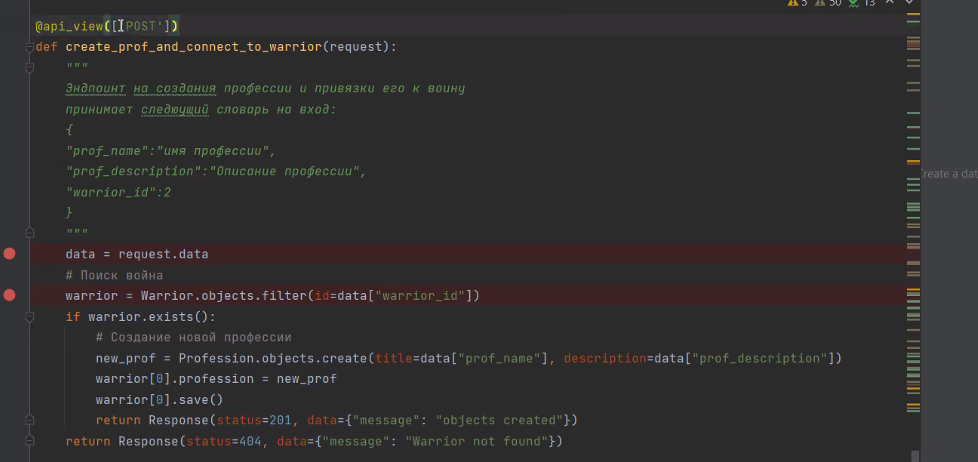 5 50 13
@api_view(['POST'])
def create_prof_and_connect_to_warrior(request):
"""
Эндпоинт на создания профессии и привязки его к воину
принимает следующий словарь на вход:
{
"prof_name":"имя профессии",
"prof_description":"Описание профессии",
"warrior_id":2
}
"""
data = request.data
# Поиск война
warrior = Warrior.objects.filter(id=data["warrior_id"])
if warrior.exists():
# Создание новой профессии
new_prof = Profession.objects.create(title=data["prof_name"], description=data["prof_description"])
warrior[0].profession = new_prof
warrior[0].save()
return Response(status=201, data={"message": "objects created"})
return Response(status=404, data={"message": "Warrior not found"})
reate a dat